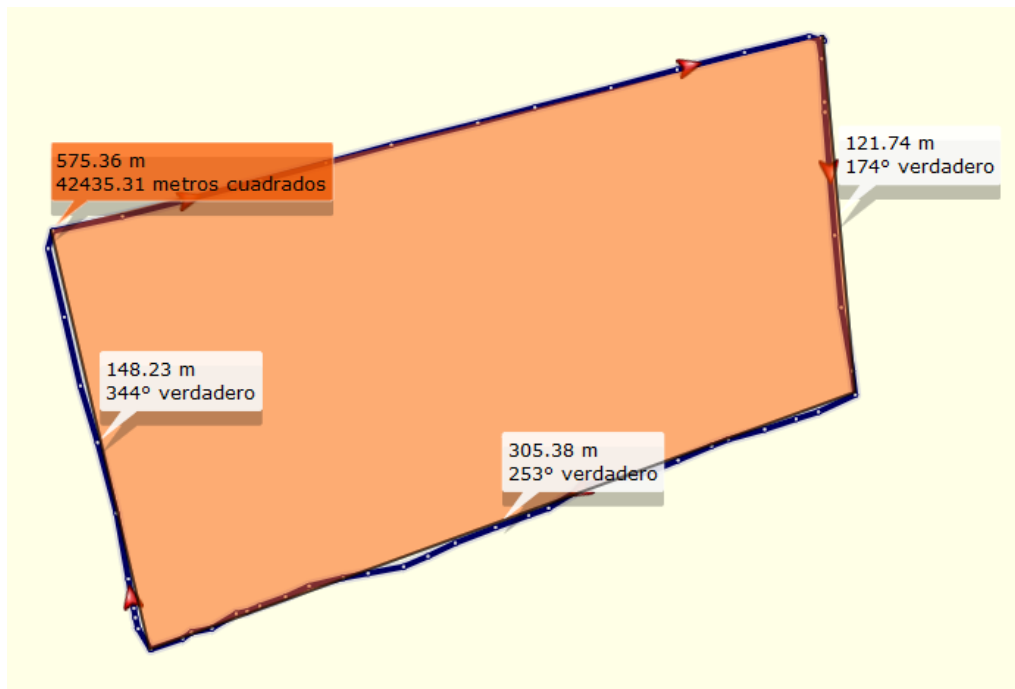 575.36 m
42435.31 metros cuadrados
121.74 m
174° verdadero
148.23 m
344° verdadero
305.38 m
253° verdadero